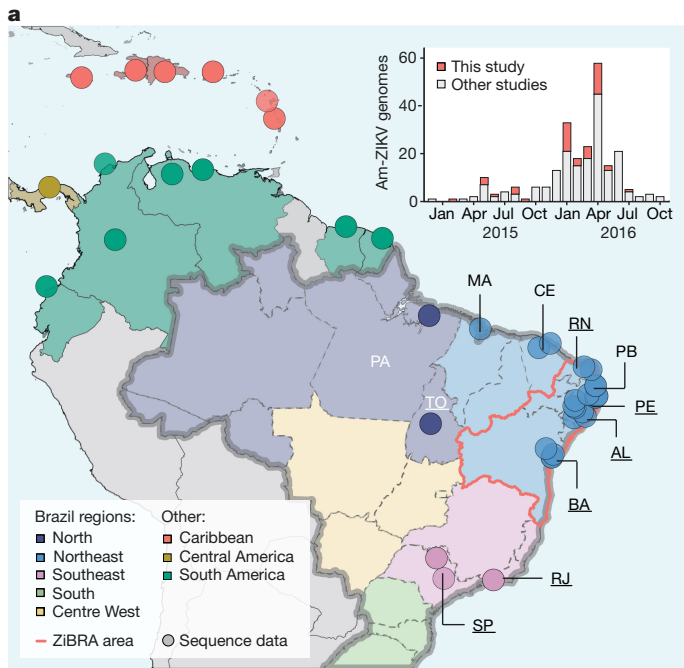 a
60
40
20
0
Am-ZIKV genomes
This study
Other studies
Jan Apr Jul Oct Jan Apr Jul Oct
2015 2016
MA
CE
RN
PB
PA
TO
PE
AL
BA
RJ
SP
Brazil regions:
North
Northeast
Southeast
South
Centre West
ZiBRA area
Other:
Caribbean
Central America
South America
Sequence data